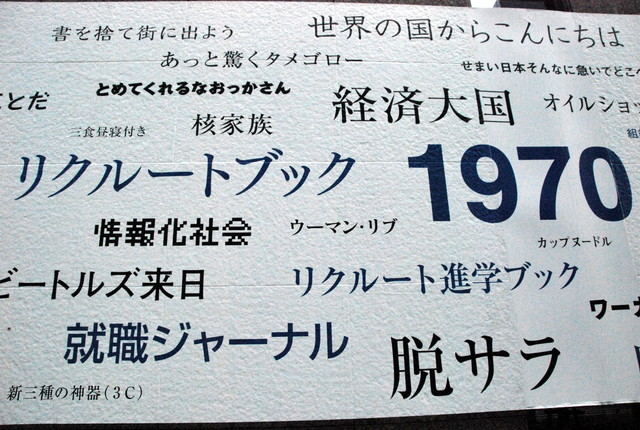 書を捨て街に出よう
世界の国からこんにちは
あっと驚くタメゴロー
せまい日本そんなに急いでどこへ
とめてくれるなおっかさん
ことだ
経済大国
オイルショ
三食昼寝付き
核家族
組
リクルートブック
1970
情報化社会
ウーマン・リブ
カップヌードル
ビートルズ来日
リクルート進学ブック
ワーカ
就職ジャーナル
脱サラ
新三種の神器(3C)